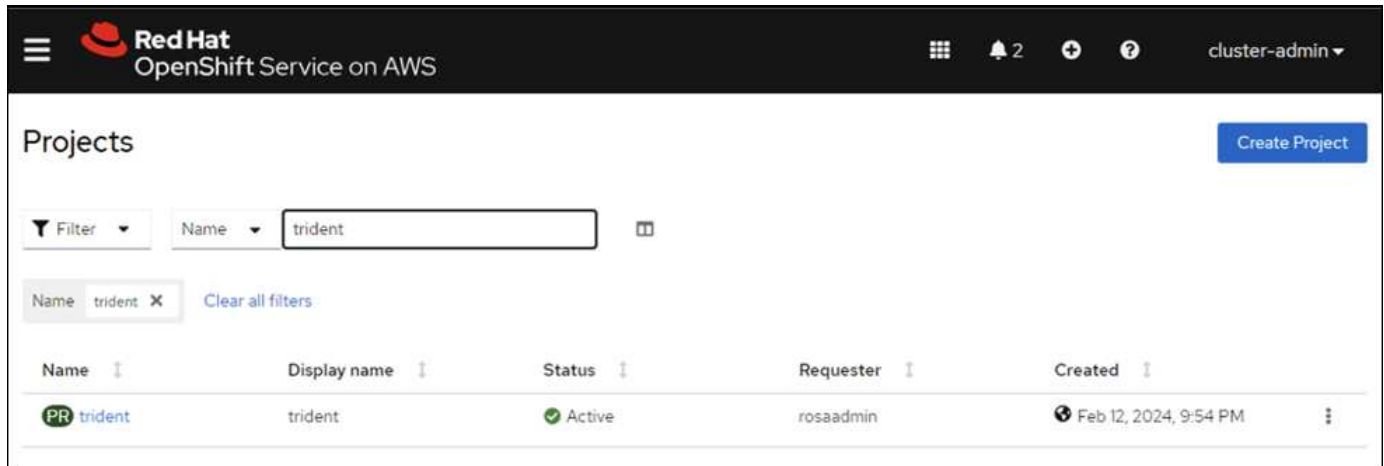 Red Hat
OpenShift Service on AWS
2
cluster-admin
Projects
Create Project
Filter Name trident
Name trident Clear all filters
Name Display name Status Requester Created
PR trident trident Active rosaadmin Feb 12, 2024, 9:54 PM